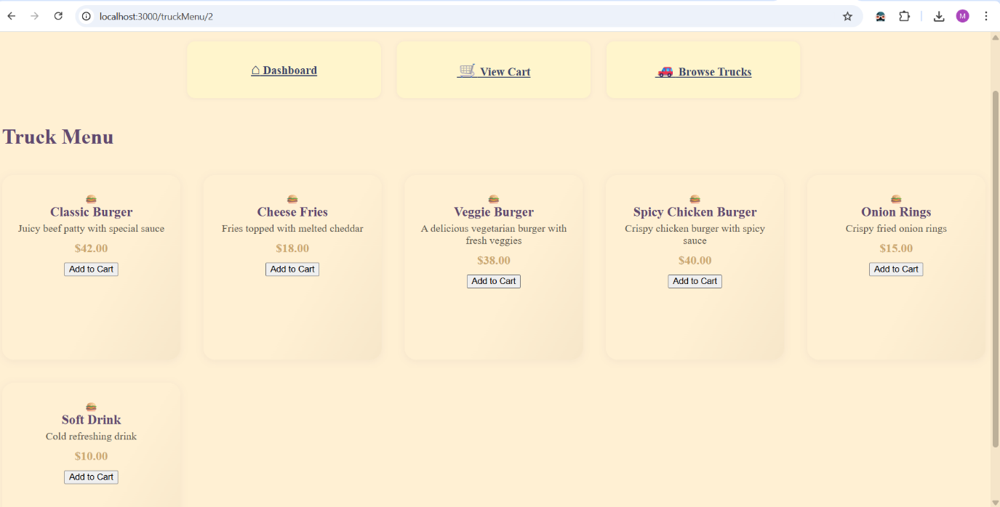 localhost:3000/truckMenu/2
M
Dashboard
View Cart
Browse Trucks
Truck Menu
Classic Burger
Juicy beef patty with special sauce
$42.00
Add to Cart
Cheese Fries
Fries topped with melted cheddar
$18.00
Add to Cart
Veggie Burger
A delicious vegetarian burger with
fresh veggies
$38.00
Add to Cart
Spicy Chicken Burger
Crispy chicken burger with spicy
sauce
$40.00
Add to Cart
Onion Rings
Crispy fried onion rings
$15.00
Add to Cart
Soft Drink
Cold refreshing drink
$10.00
Add to Cart